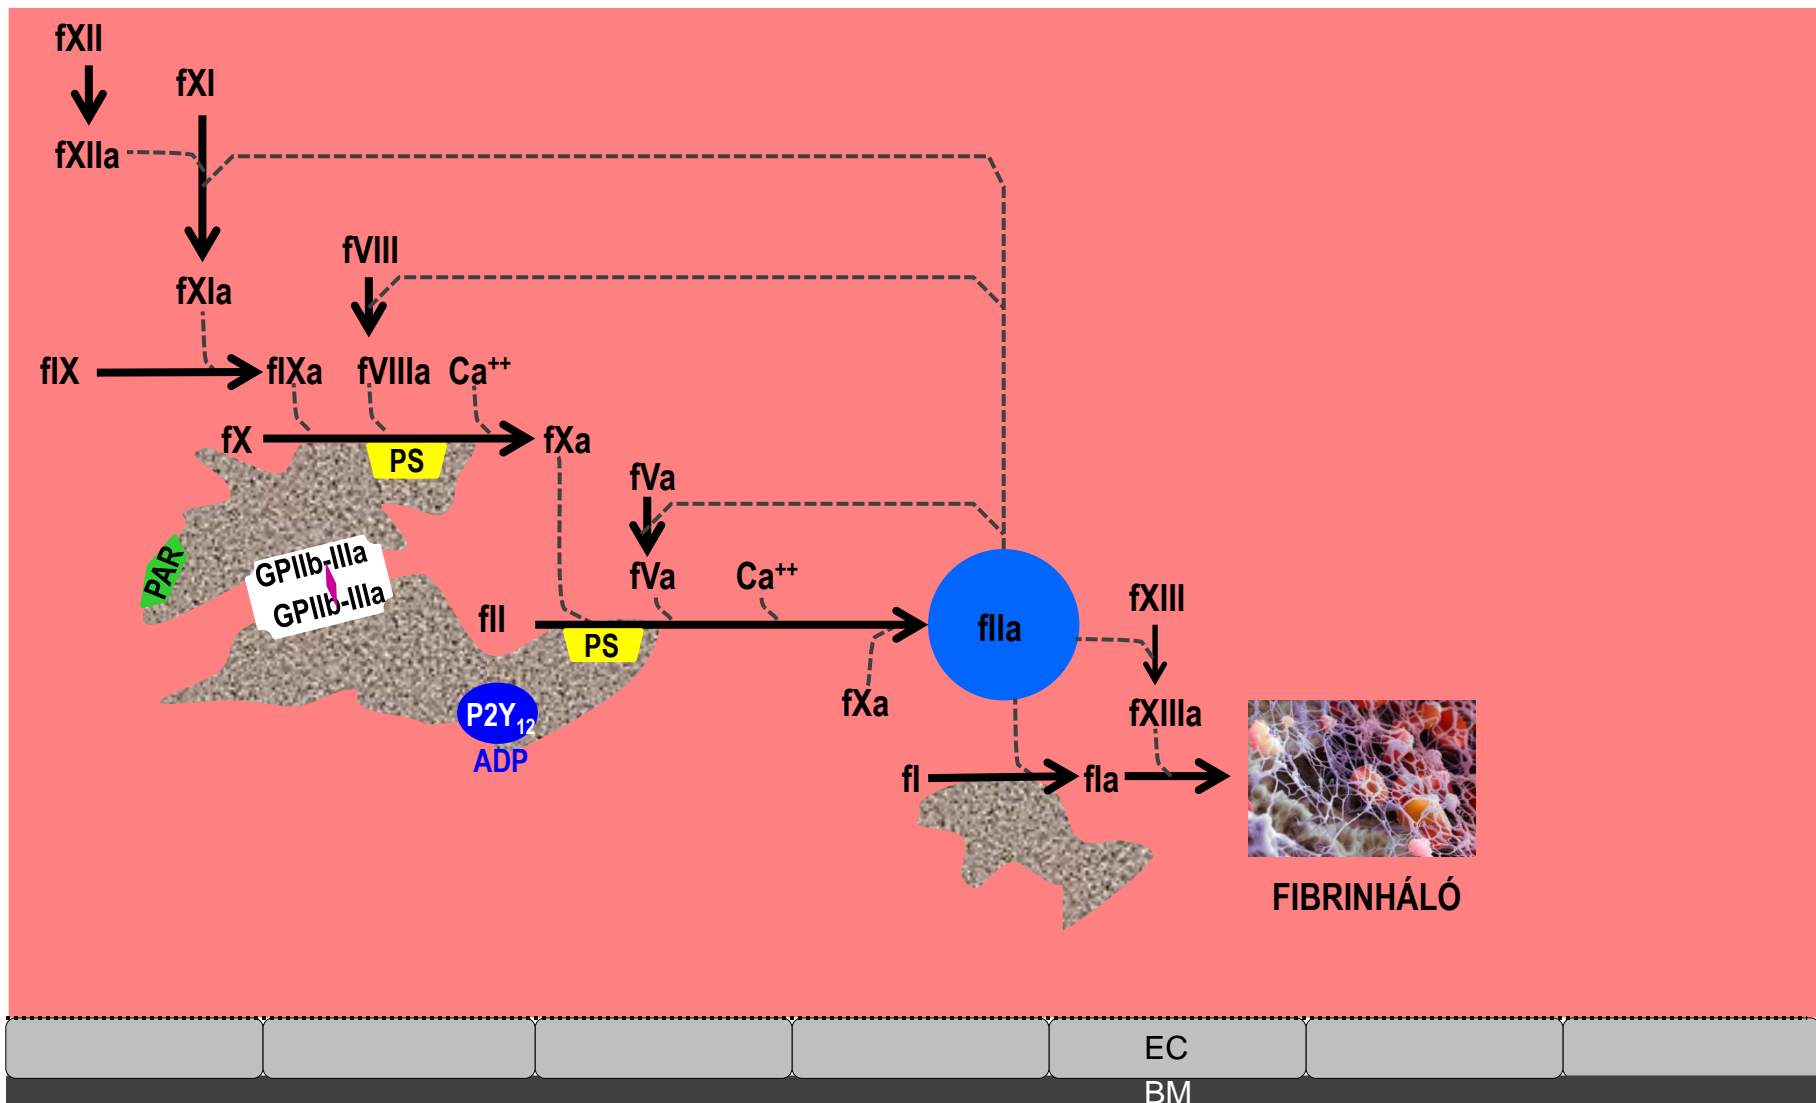 fXII
fXI
fXIIa
fVIII
fXIa
fIX
fIXa
fVIIIa
Ca⁺⁺
fX
fXa
PS
fVa
PAR
GPIIb-IIIa
GPIIb-IIIa
fVa
Ca⁺⁺
fXIII
fII
fIIa
PS
fXa
fXIIIa
P2Y₁₂
ADP
fI
fIa
FIBRINHÁLÓ
EC
BM